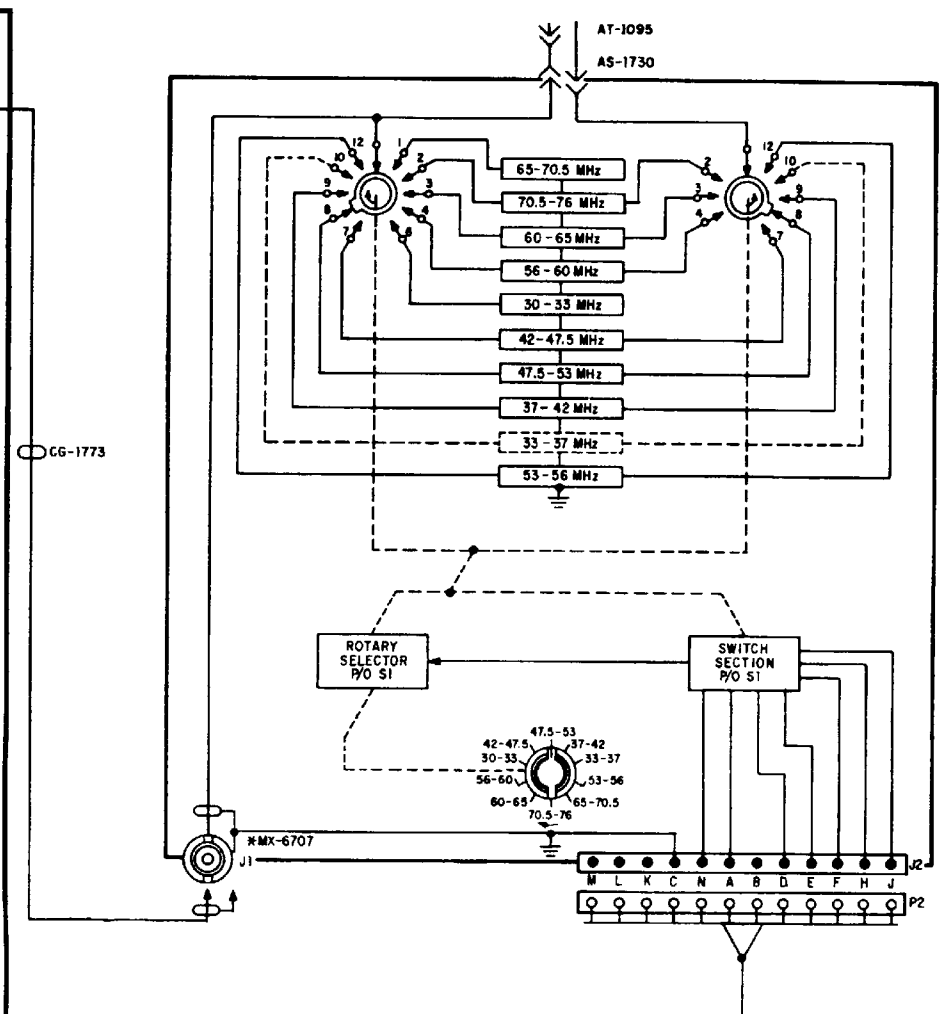 AT-1095
AS-1730
12 1 2 3 4 6 7 8 9 10
A
2 3 4 12 10 9 8 7
65-70.5 MHz
70.5-76 MHz
60-65 MHz
56-60 MHz
30-33 MHz
42-47.5 MHz
47.5-53 MHz
37-42 MHz
33-37 MHz
53-56 MHz
CG-1773
ROTARY
SELECTOR
P/O S1
SWITCH
SECTION
P/O S1
47.5-53
42-47.5
37-42
30-33
33-37
56-60
53-56
60-65
65-70.5
70.5-76
*MX-6707
J1
J2
M L K C N A B D E F H J
P2